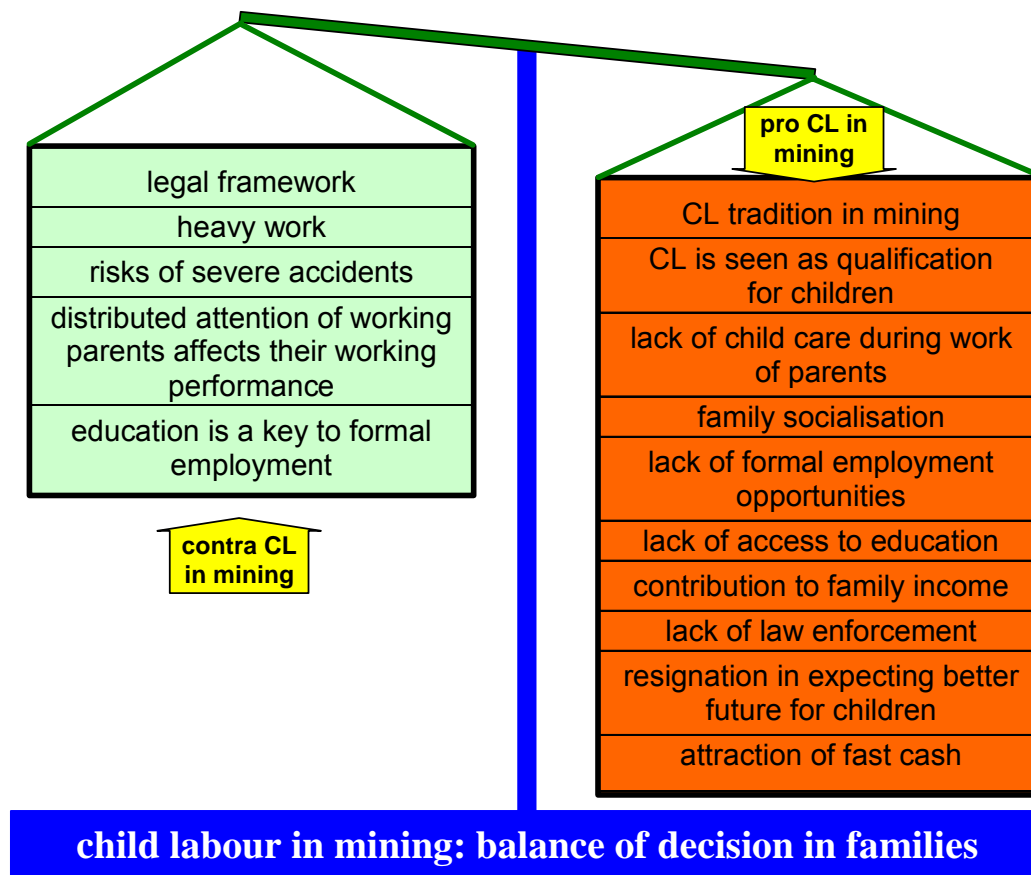 legal framework
heavy work
risks of severe accidents
distributed attention of working
parents affects their working
performance
education is a key to formal
employment
contra CL
in mining
pro CL in
mining
CL tradition in mining
CL is seen as qualification
for children
lack of child care during work
of parents
family socialisation
lack of formal employment
opportunities
lack of access to education
contribution to family income
lack of law enforcement
resignation in expecting better
future for children
attraction of fast cash
child labour in mining: balance of decision in families